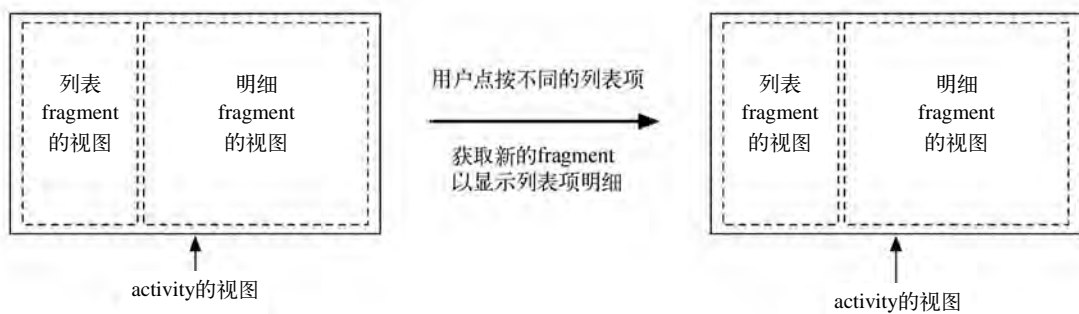 列表
fragment
的视图
明细
fragment
的视图
activity的视图
用户点按不同的列表项
获取新的fragment
以显示列表项明细
列表
fragment
的视图
明细
fragment
的视图
activity的视图